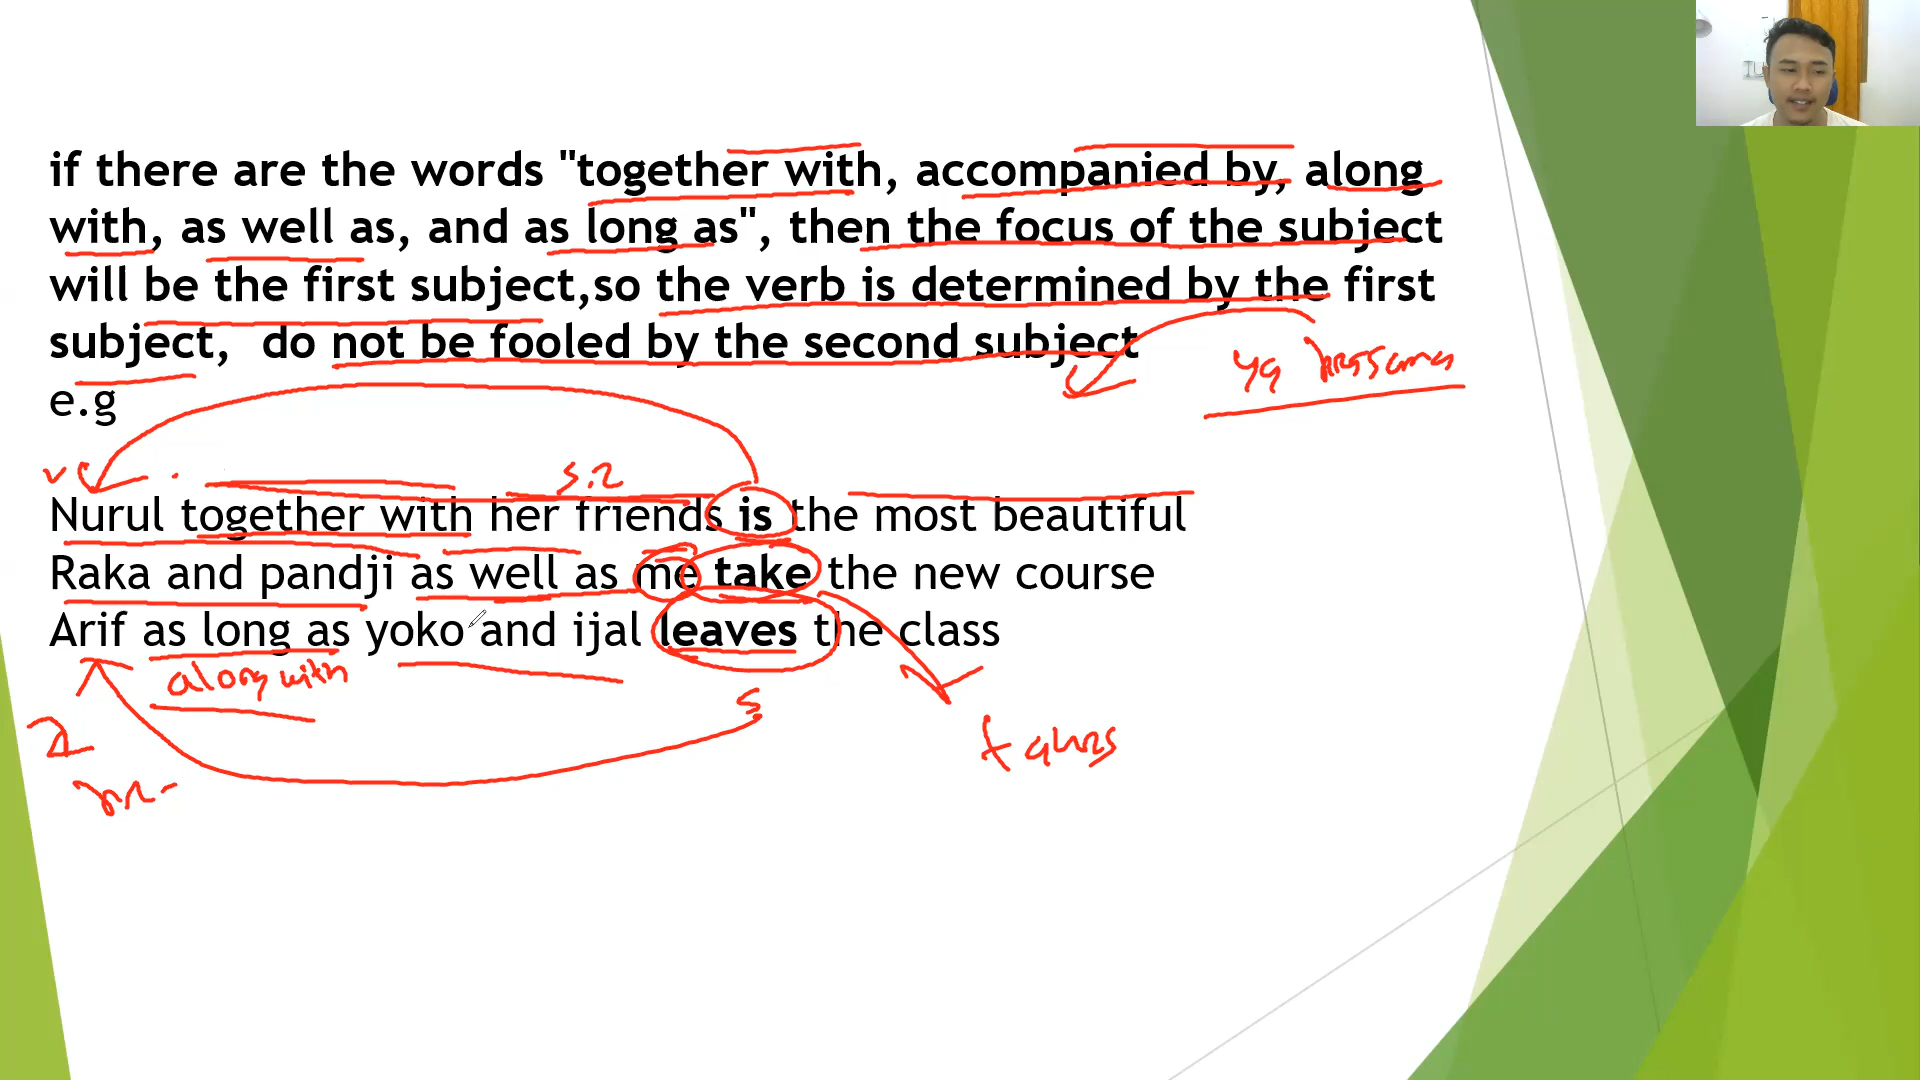 if there are the words "together with, accompanied by, along
with, as well as, and as long as", then the focus of the subject
will be the first subject,so the verb is determined by the first
subject, do not be fooled by the second subject
e.g
S.2
Nurul together with her friends is the most beautiful
Raka and pandji as well as me take the new course
Arif as long as yoko and ijal leaves the class
along with
s